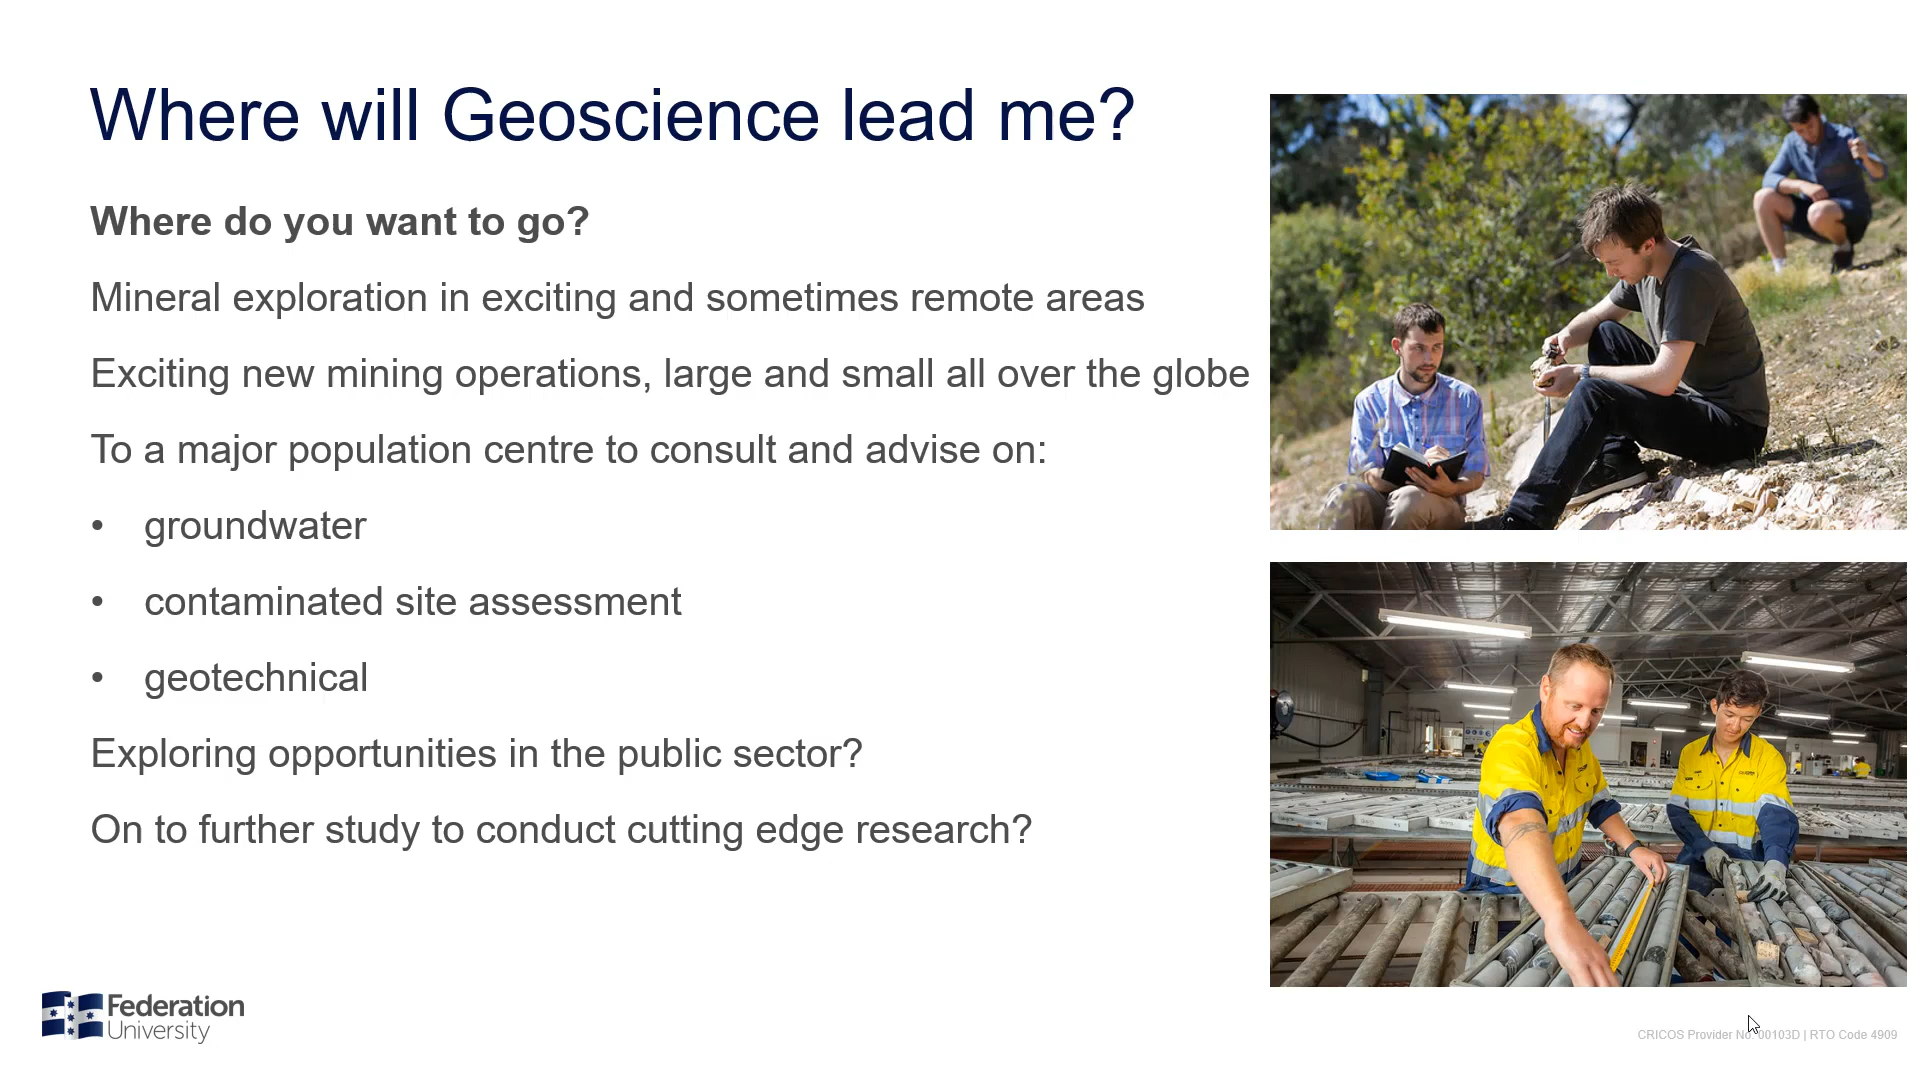 Where will Geoscience lead me?
Where do you want to go?
Mineral exploration in exciting and sometimes remote areas
Exciting new mining operations, large and small all over the globe
To a major population centre to consult and advise on:
• groundwater
• contaminated site assessment
• geotechnical
Exploring opportunities in the public sector?
On to further study to conduct cutting edge research?
Federation
University
CRICOS Provider No. 00103D | RTO Code 4909